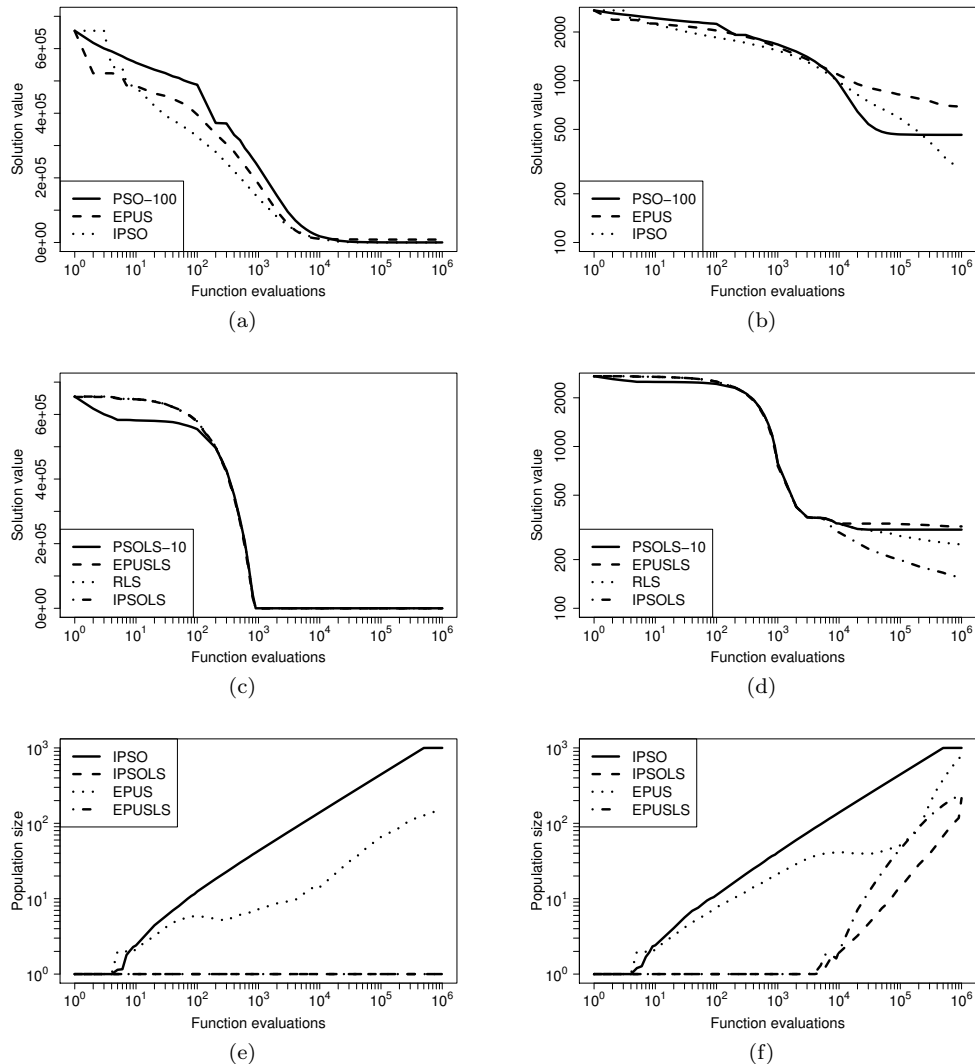 Solution value
0e+00 2e+05 4e+05 6e+05
PSO−100
EPUS
IPSO
10^0 10^1 10^2 10^3 10^4 10^5 10^6
Function evaluations
(a)
Solution value
100 200 500 1000 2000
PSO−100
EPUS
IPSO
10^0 10^1 10^2 10^3 10^4 10^5 10^6
Function evaluations
(b)
Solution value
0e+00 2e+05 4e+05 6e+05
PSOLS−10
EPUSLS
RLS
IPSOLS
10^0 10^1 10^2 10^3 10^4 10^5 10^6
Function evaluations
(c)
Solution value
100 200 500 1000 2000
PSOLS−10
EPUSLS
RLS
IPSOLS
10^0 10^1 10^2 10^3 10^4 10^5 10^6
Function evaluations
(d)
Population size
10^0 10^1 10^2 10^3
IPSO
IPSOLS
EPUS
EPUSLS
10^0 10^1 10^2 10^3 10^4 10^5 10^6
Function evaluations
(e)
Population size
10^0 10^1 10^2 10^3
IPSO
IPSOLS
EPUS
EPUSLS
10^0 10^1 10^2 10^3 10^4 10^5 10^6
Function evaluations
(f)